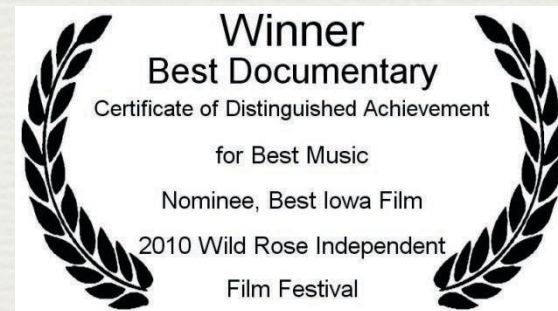 Winner
Best Documentary
Certificate of Distinguished Achievement
for Best Music
Nominee, Best Iowa Film
2010 Wild Rose Independent
Film Festival